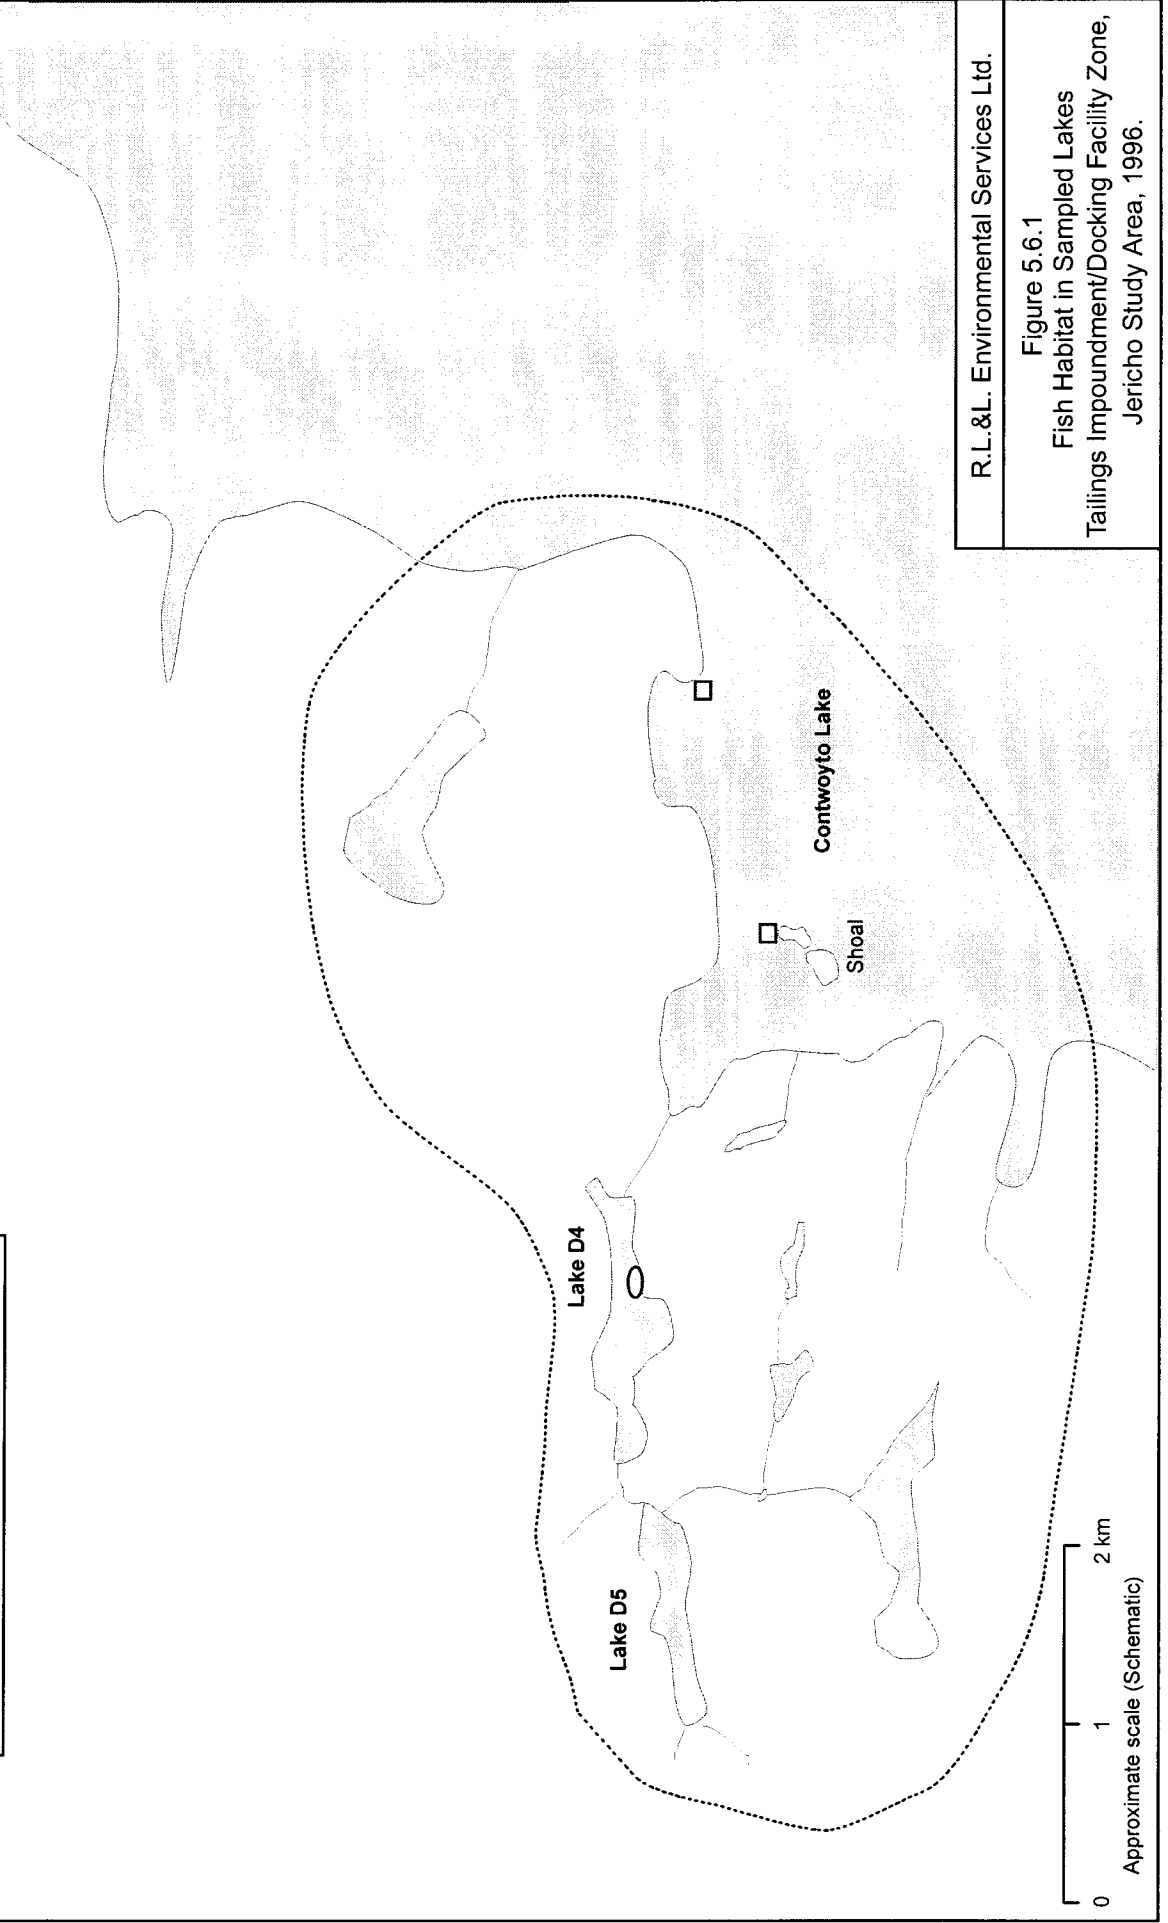 Lake D4
Lake D5
Contwoyto Lake
Shoal
0 1 2 km
Approximate scale (Schematic)
R.L.&L. Environmental Services Ltd.
Figure 5.6.1
Fish Habitat in Sampled Lakes
Tailings Impoundment/Docking Facility Zone,
Jericho Study Area, 1996.